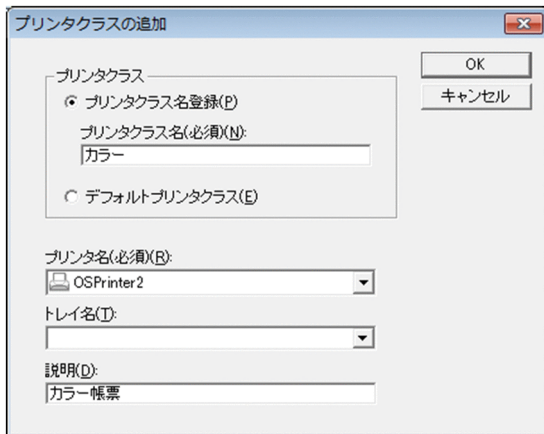 プリンタクラスの追加
プリンタクラス
プリンタクラス名登録(P)
プリンタクラス名(必須)(N):
カラー
デフォルトプリンタクラス(E)
OK
キャンセル
プリンタ名(必須)(R):
OSPrinter2
トレイ名(T):
説明(D):
カラー帳票